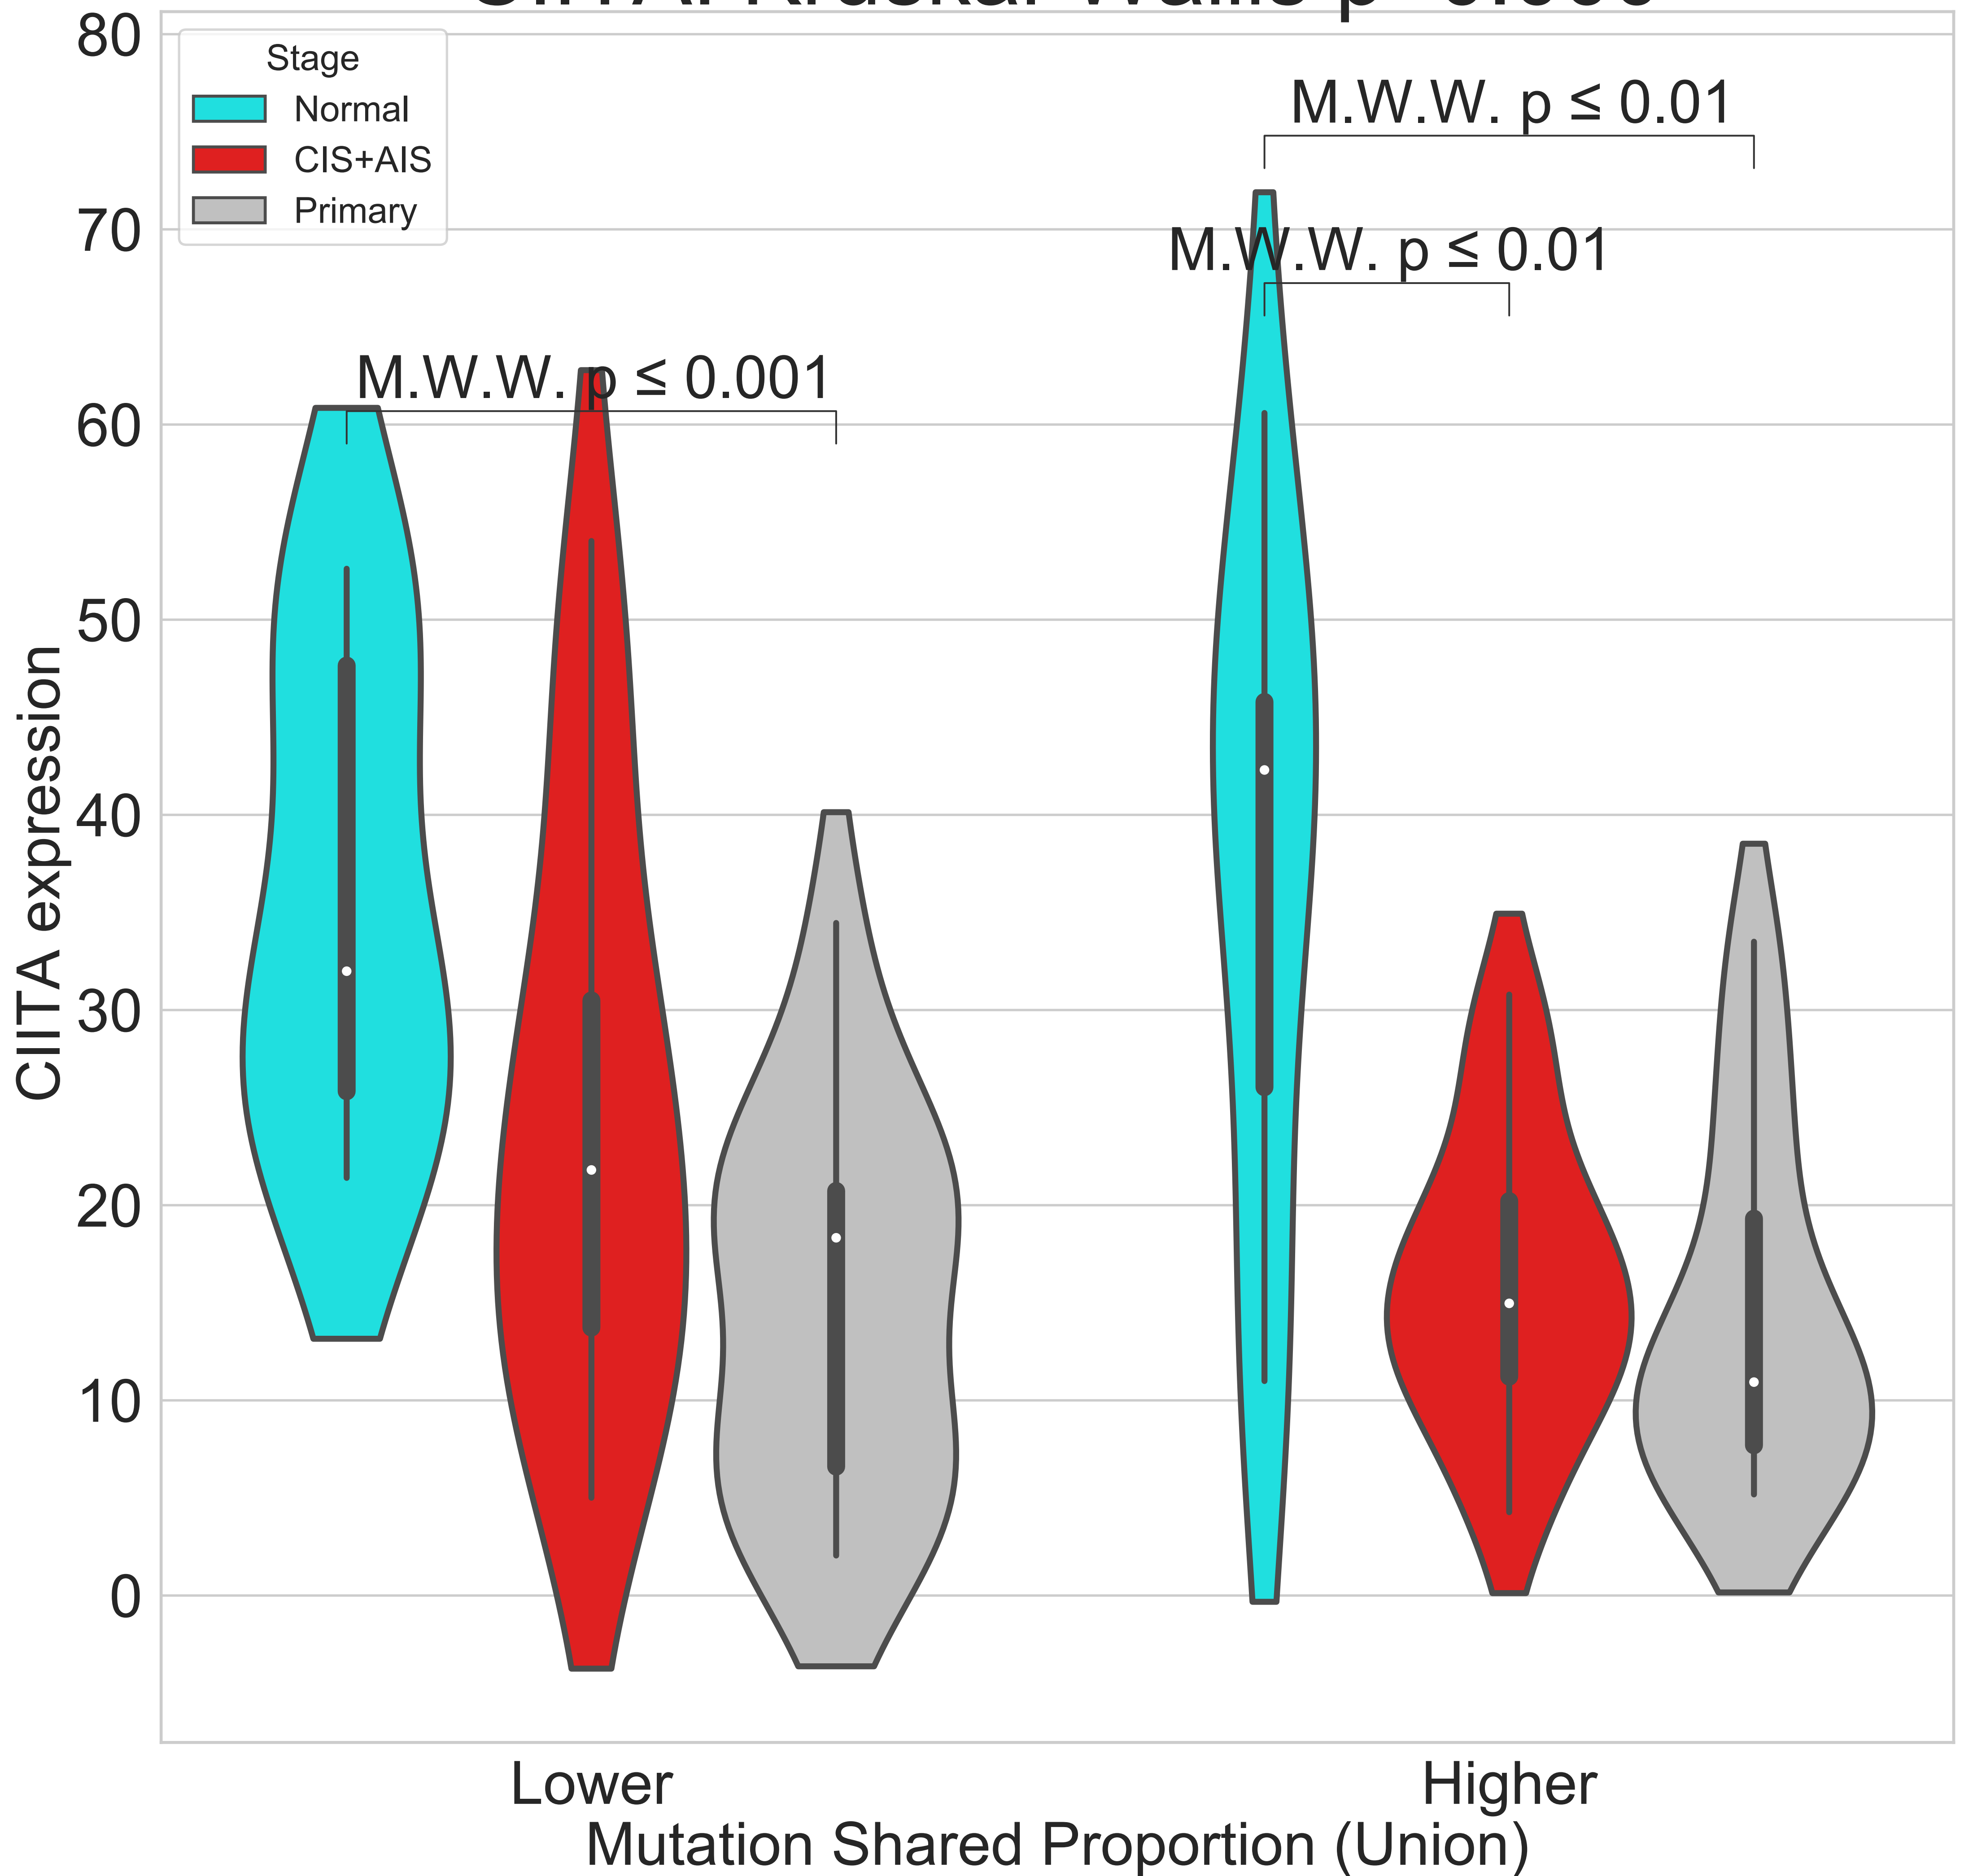 80
Stage
Normal
CIS+AIS
Primary
M.W.W. p ≤ 0.01
70
M.W.W. p ≤ 0.01
M.W.W. p ≤ 0.001
60
50
CIITA expression
40
30
20
10
0
Lower
Higher
Mutation Shared Proportion (Union)